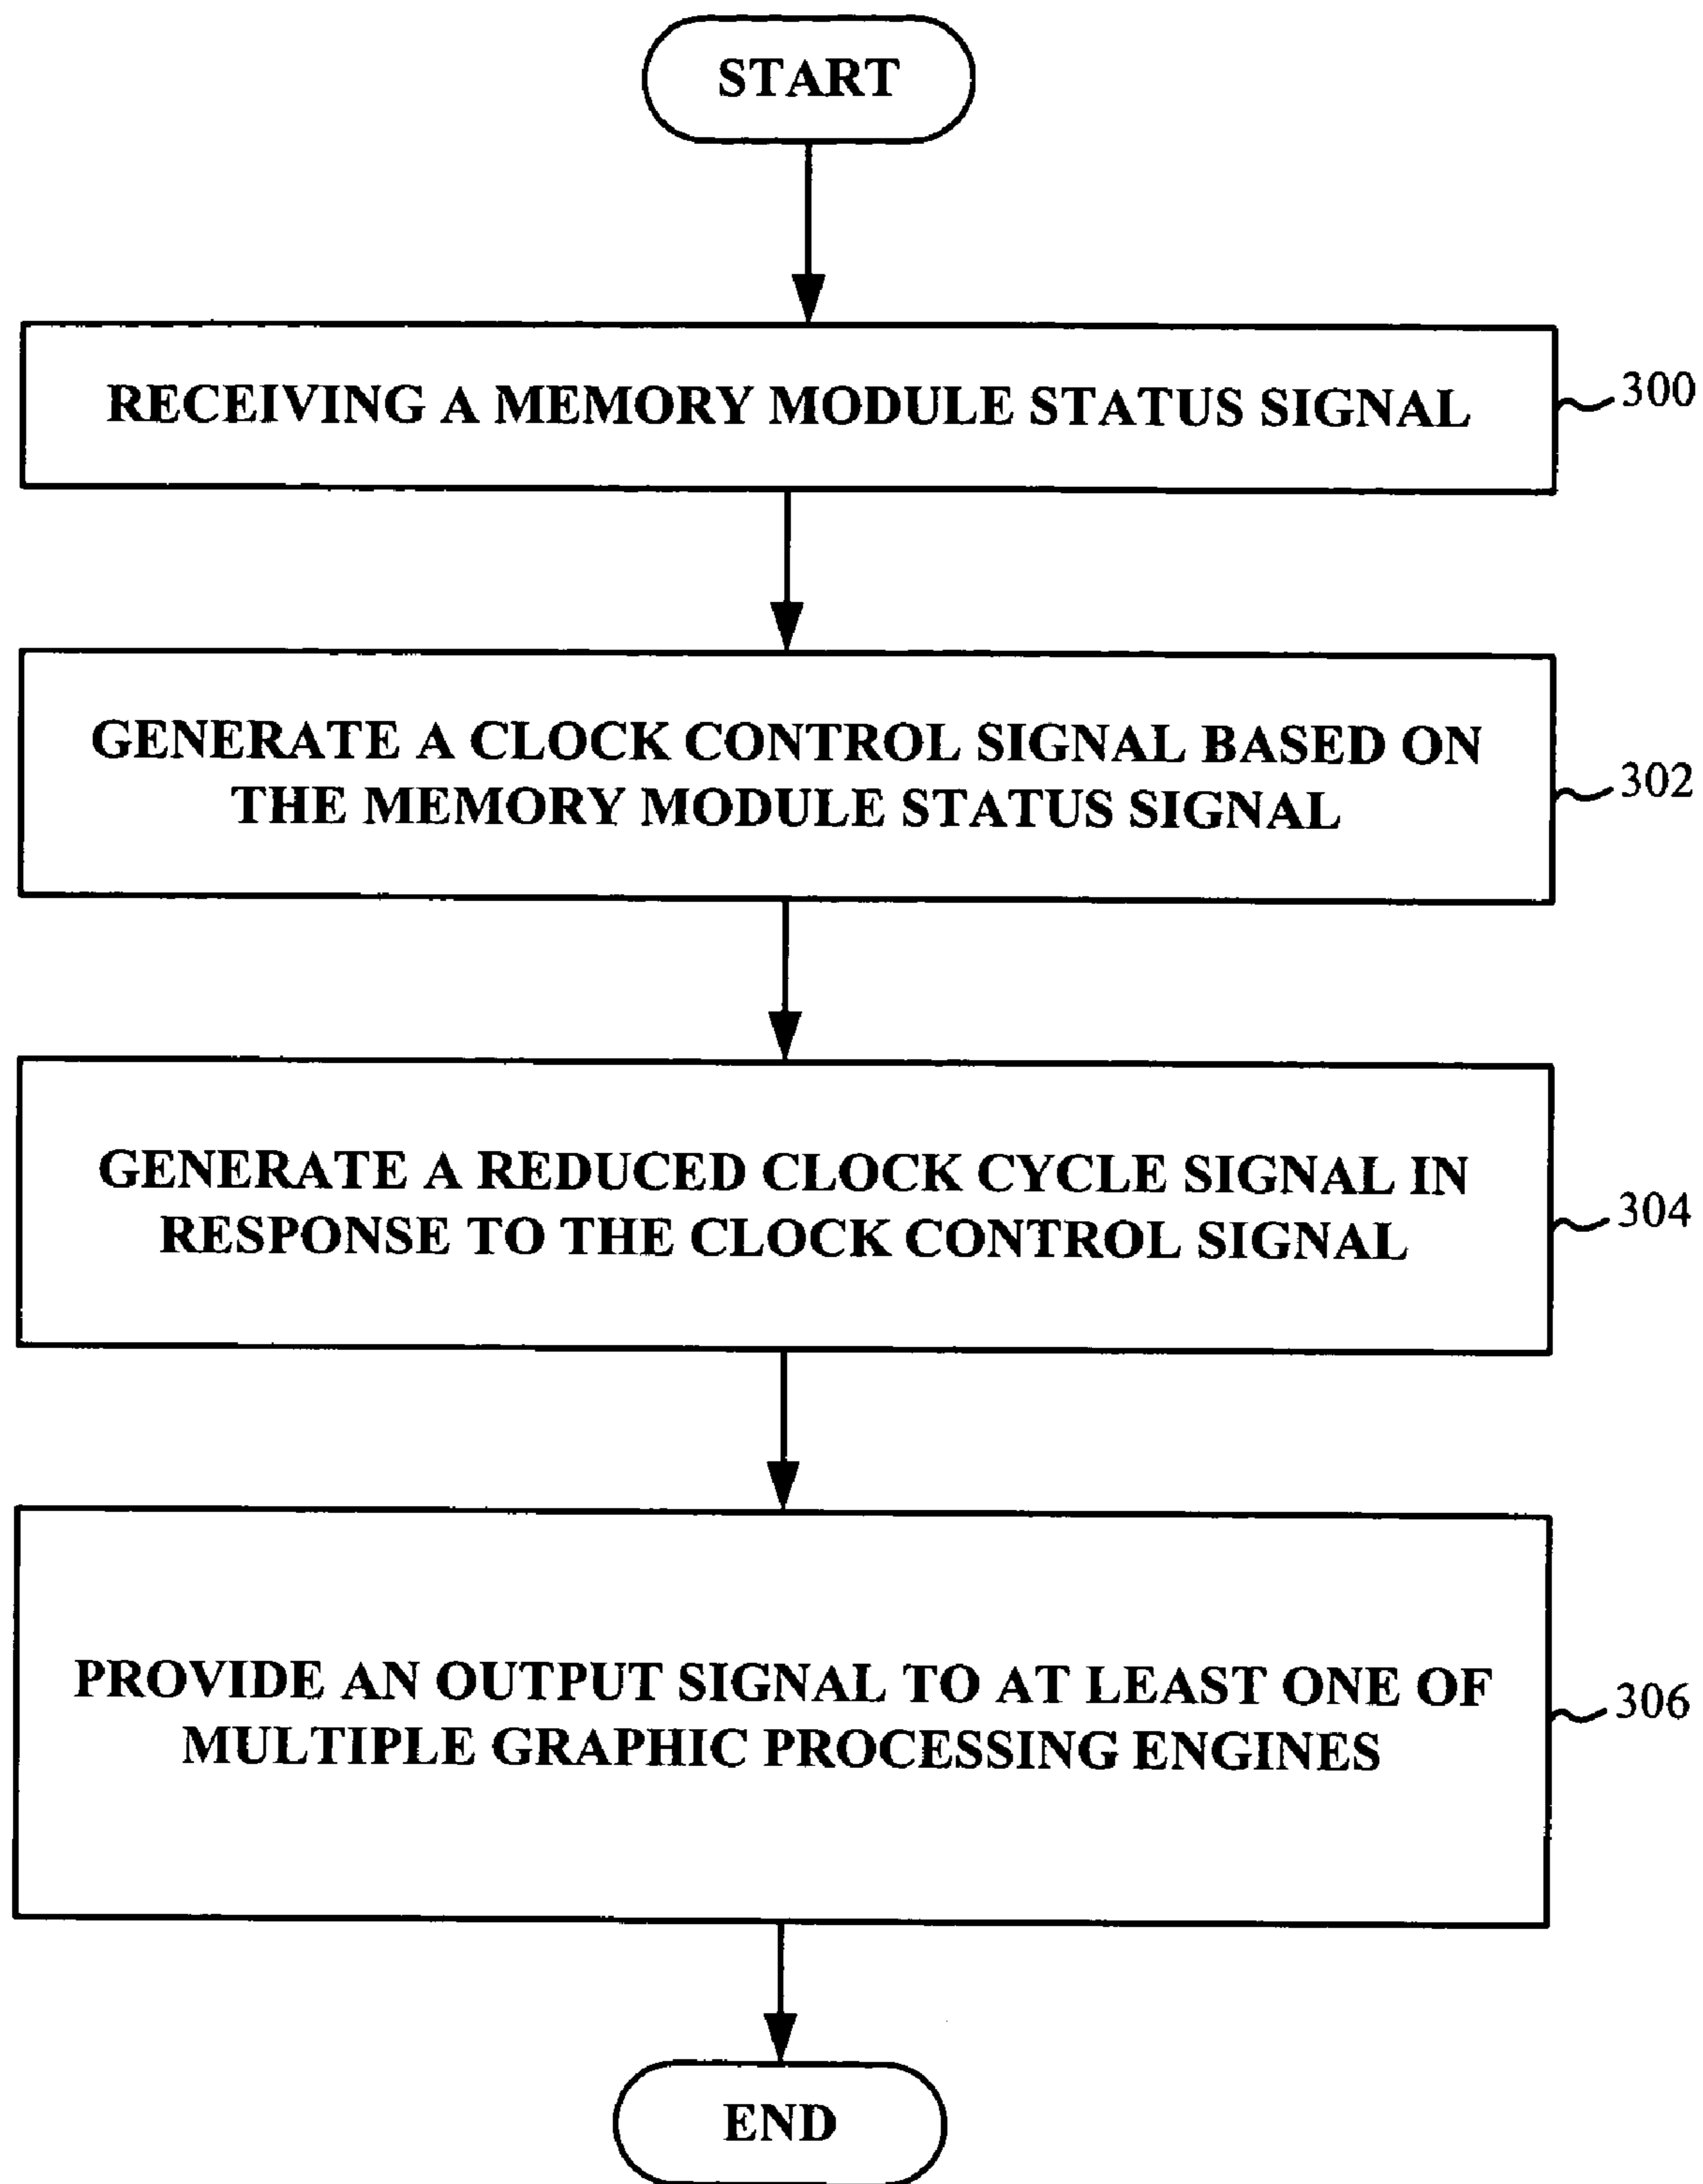 START
RECEIVING A MEMORY MODULE STATUS SIGNAL
300
GENERATE A CLOCK CONTROL SIGNAL BASED ON
THE MEMORY MODULE STATUS SIGNAL
302
GENERATE A REDUCED CLOCK CYCLE SIGNAL IN
RESPONSE TO THE CLOCK CONTROL SIGNAL
304
PROVIDE AN OUTPUT SIGNAL TO AT LEAST ONE OF
MULTIPLE GRAPHIC PROCESSING ENGINES
306
END